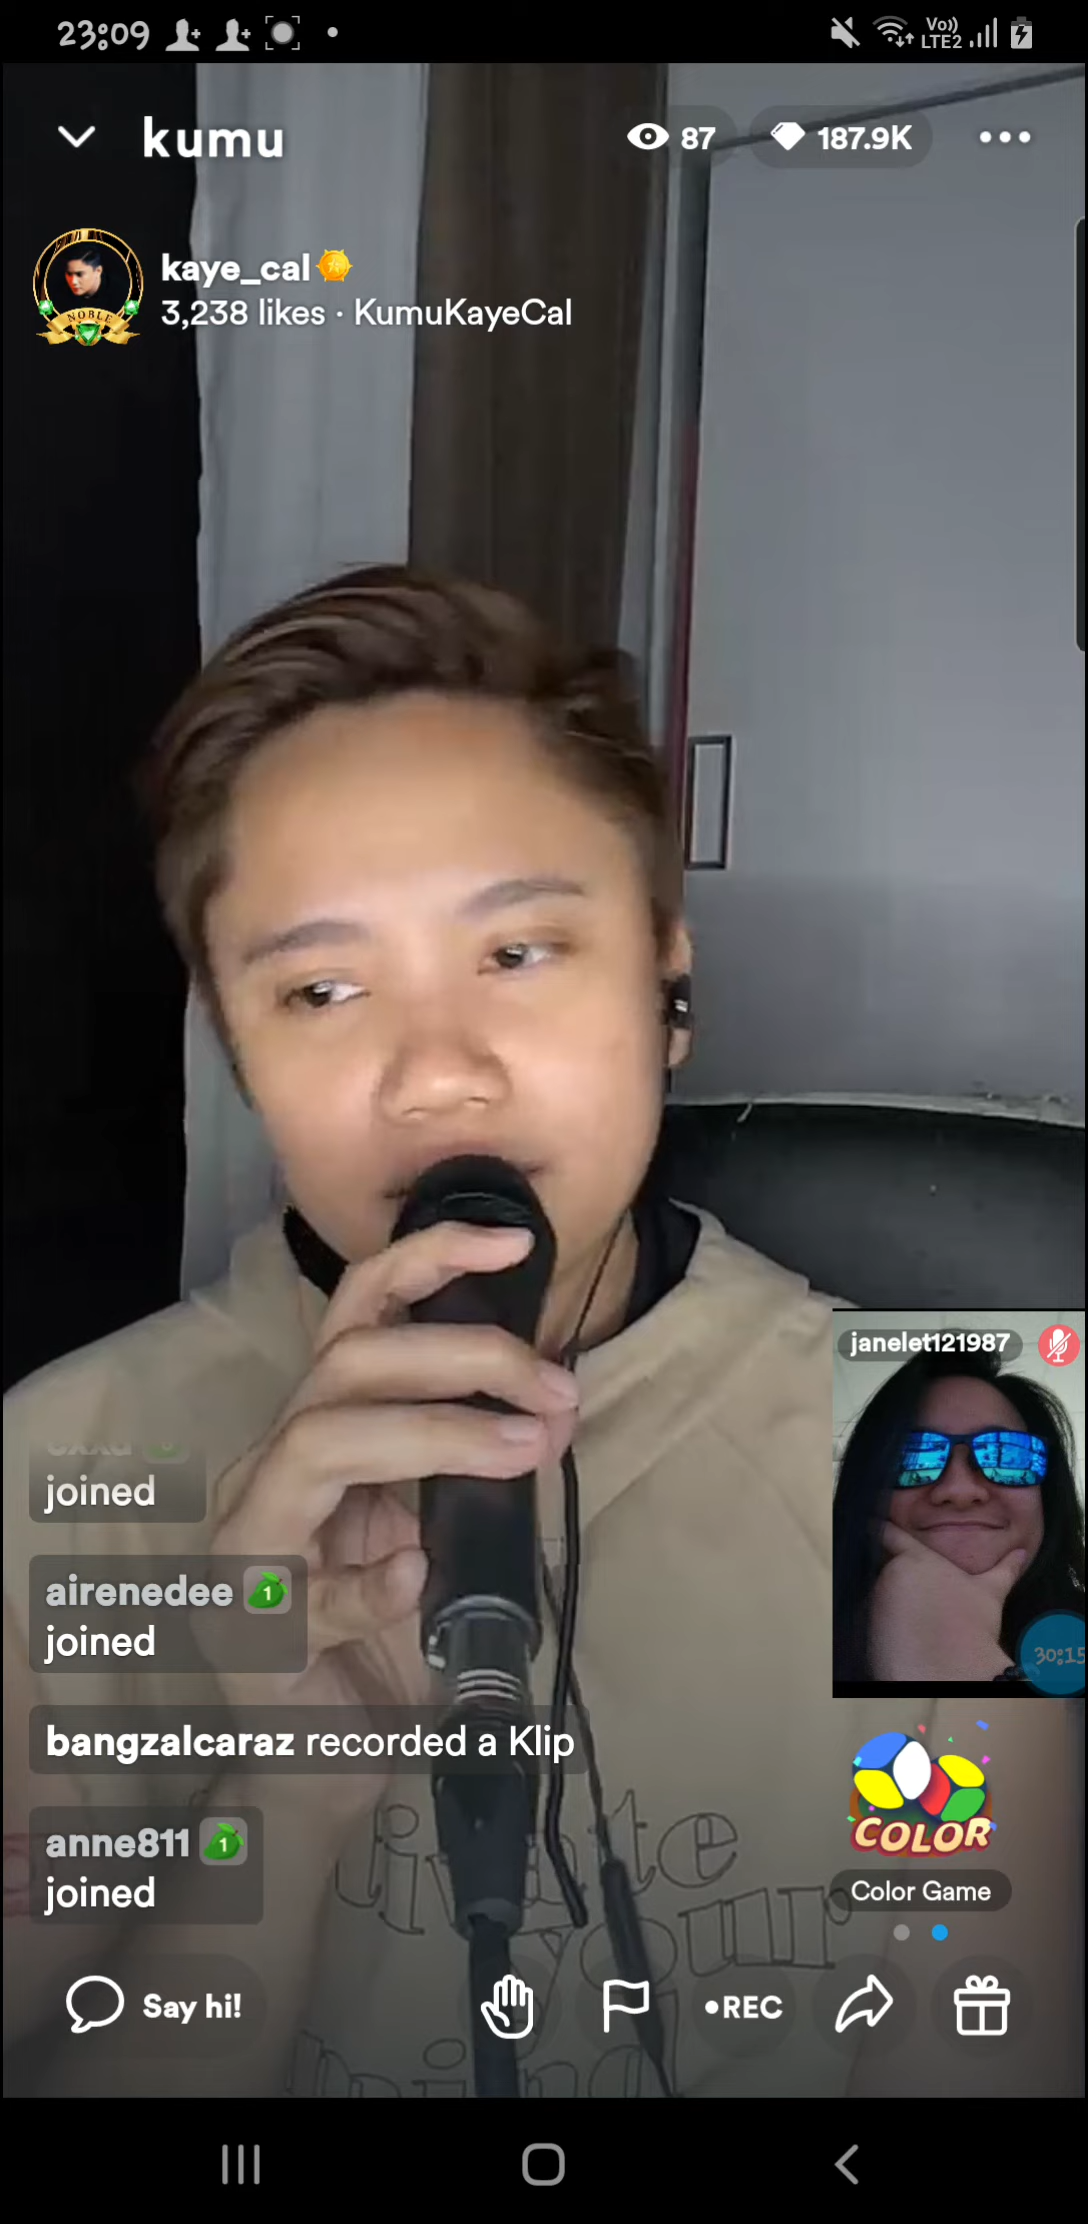 23:09
Vo))
LTE2
kumu
87
187.9K
kaye_cal
3,238 likes · KumuKayeCal
NOBLE
janelet121987
joined
airenedee 1
joined
30:15
bangzalcaraz recorded a Klip
COLOR
anne811 1
joined
Color Game
your
Say hi!
•REC